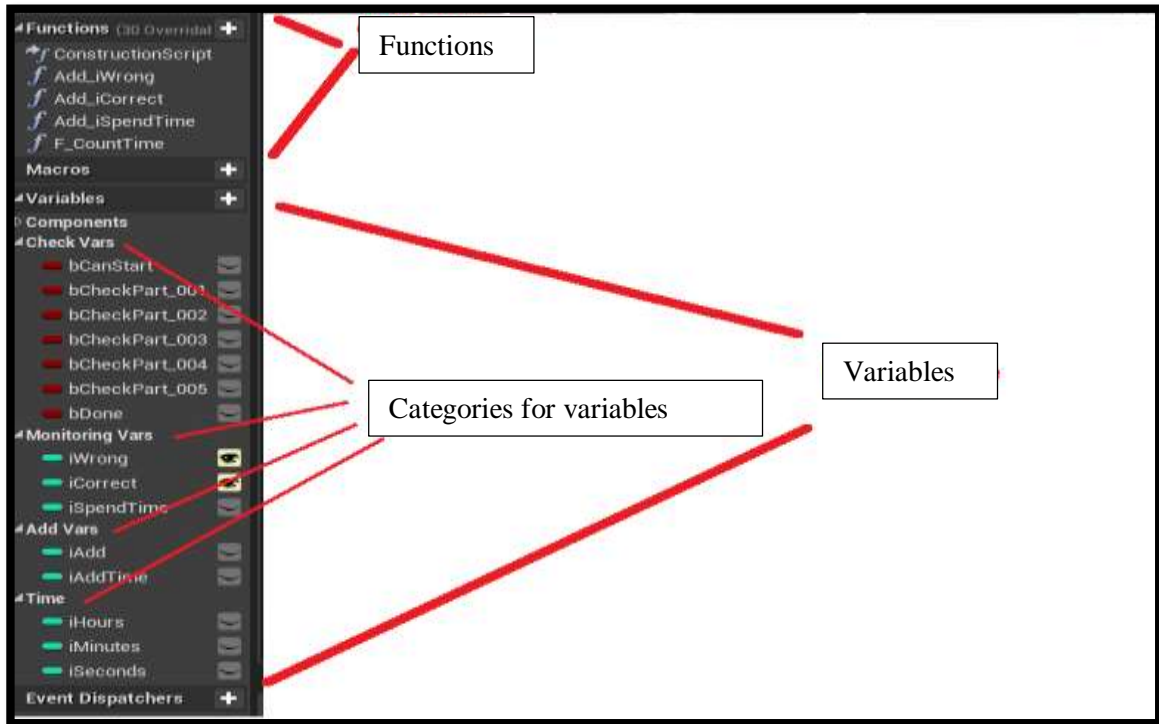 Functions (30 Overridal
ConstructionScript
Add_iWrong
Add_iCorrect
Add_iSpendTime
F_CountTime
Macros
Variables
Components
Check Vars
bCanStart
bCheckPart_001
bCheckPart_002
bCheckPart_003
bCheckPart_004
bCheckPart_005
bDone
Monitoring Vars
iWrong
iCorrect
iSpendTime
Add Vars
iAdd
iAddTime
Time
iHours
iMinutes
iSeconds
Event Dispatchers
Functions
Categories for variables
Variables